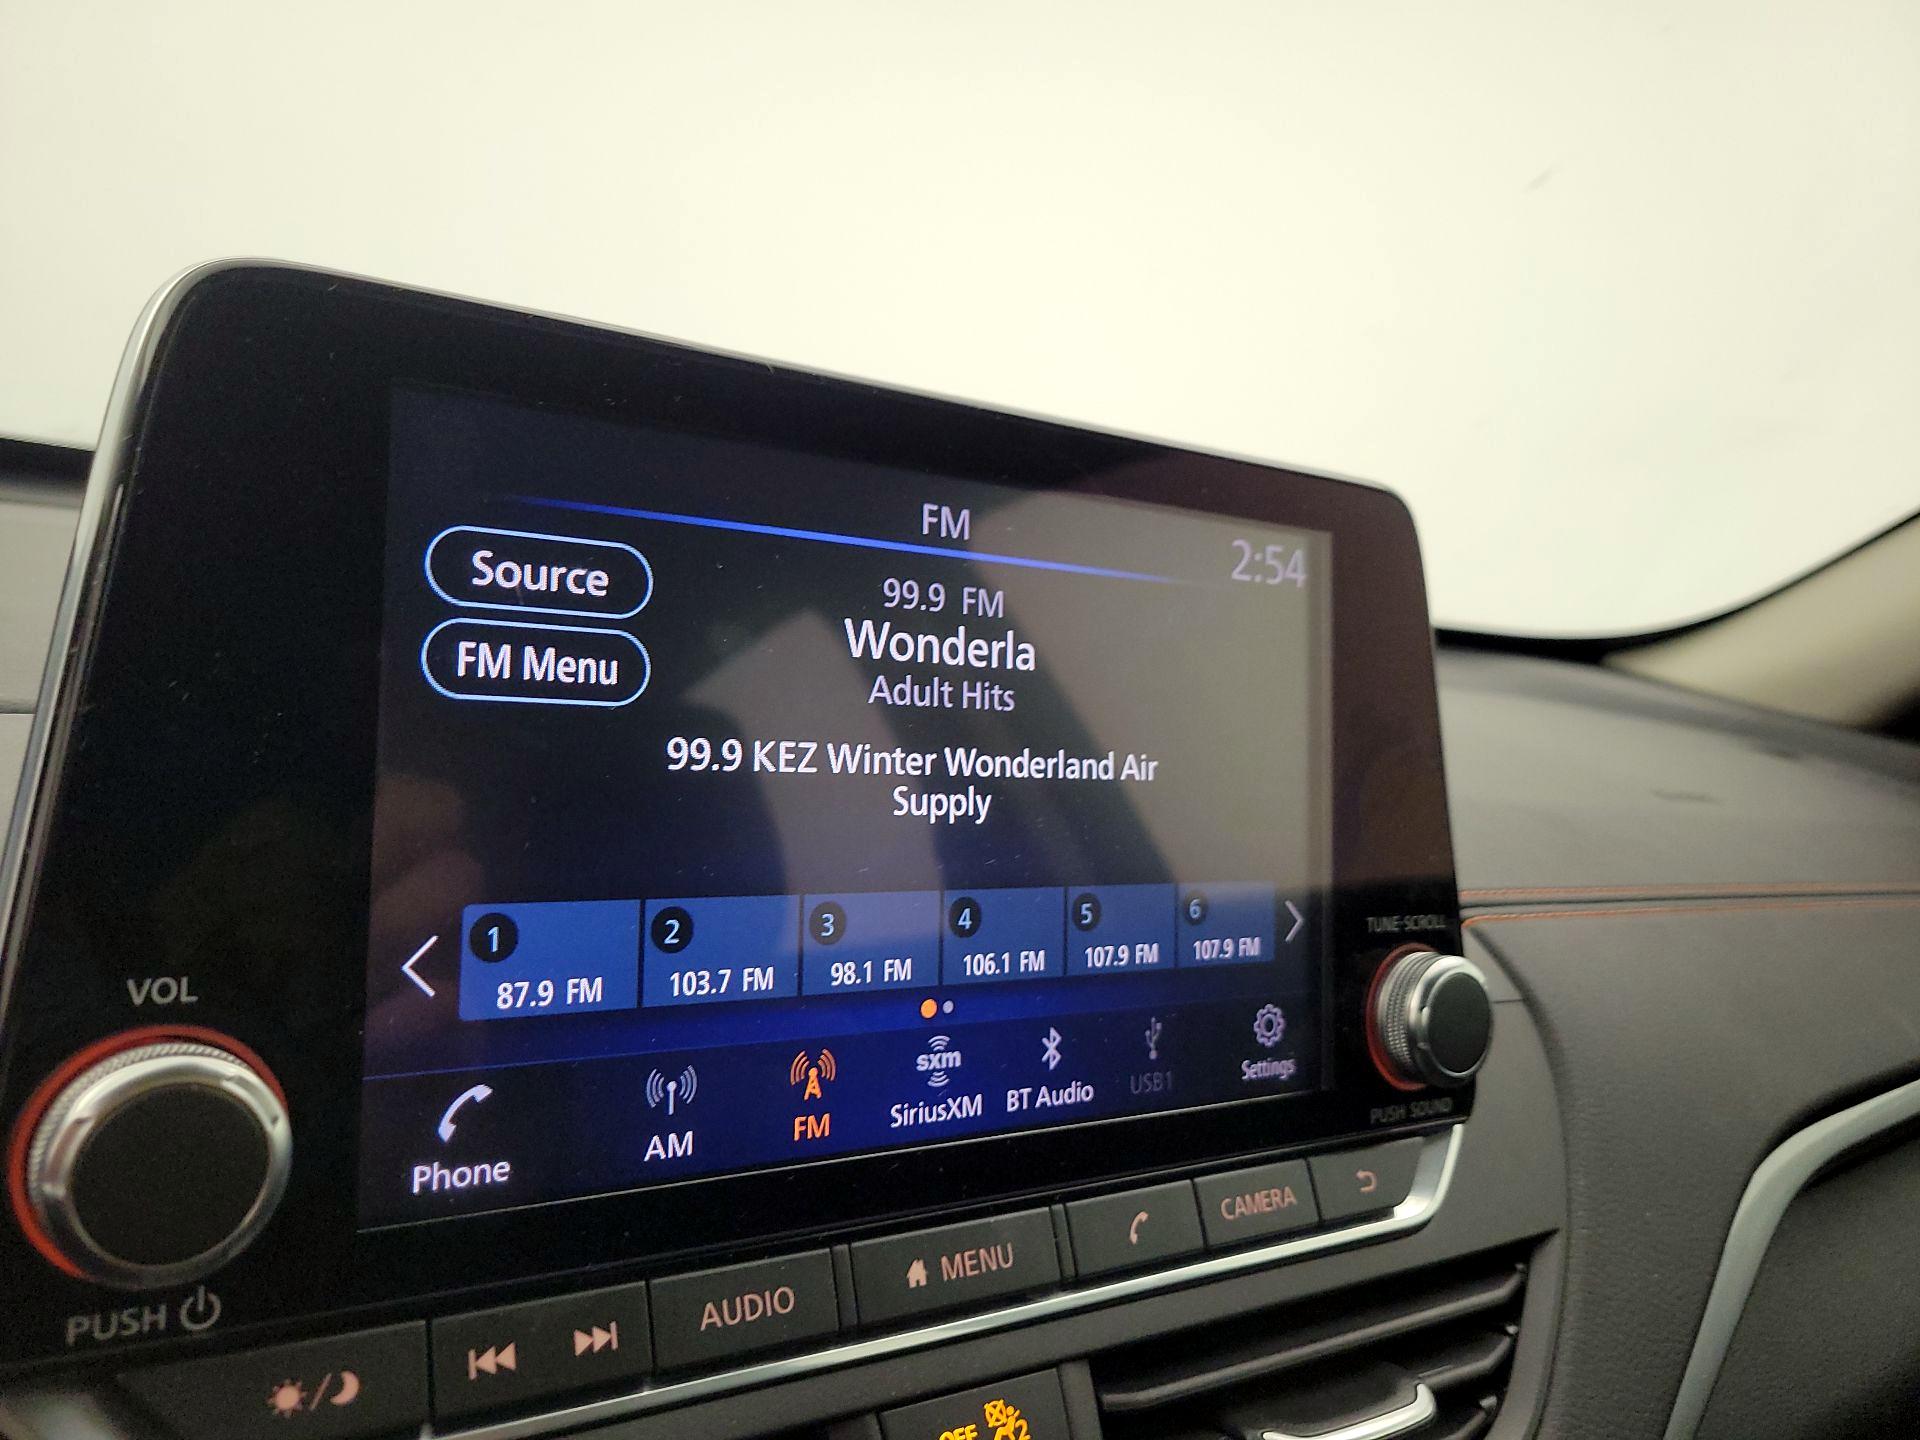 FM
2:54
Source
FM Menu
99.9 FM
Wonderla
Adult Hits
99.9 KEZ Winter Wonderland Air
Supply
1 2 3 4 5 6
87.9 FM 103.7 FM 98.1 FM 106.1 FM 107.9 FM 107.9 FM
Phone AM FM sxm SiriusXM BT Audio USB1 Settings
VOL
PUSH
TUNE·SCROLL
PUSH SOUND
AUDIO MENU CAMERA
OFF 2